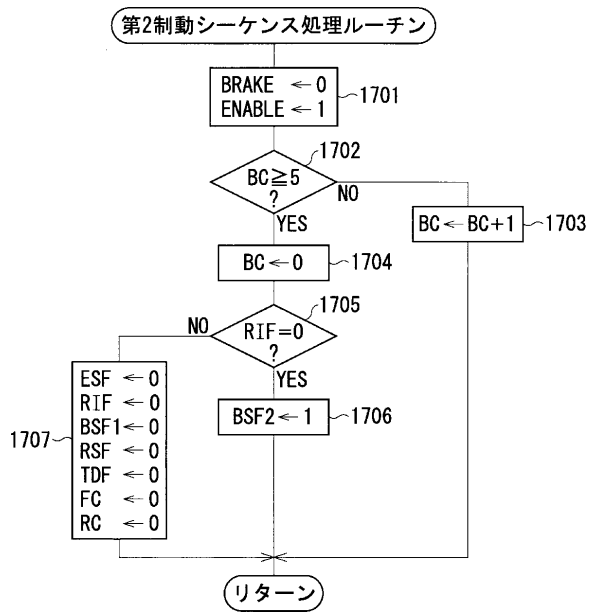 第2制動シーケンス処理ルーチン
BRAKE ←0
ENABLE←1
1701
1702
BC≧5
?
NO
YES
BC←BC+1
1703
BC←0
1704
1705
NO
RIF=0
?
YES
ESF ←0
RIF ←0
BSF1←0
RSF ←0
TDF ←0
FC ←0
RC ←0
1707
BSF2←1
1706
リターン